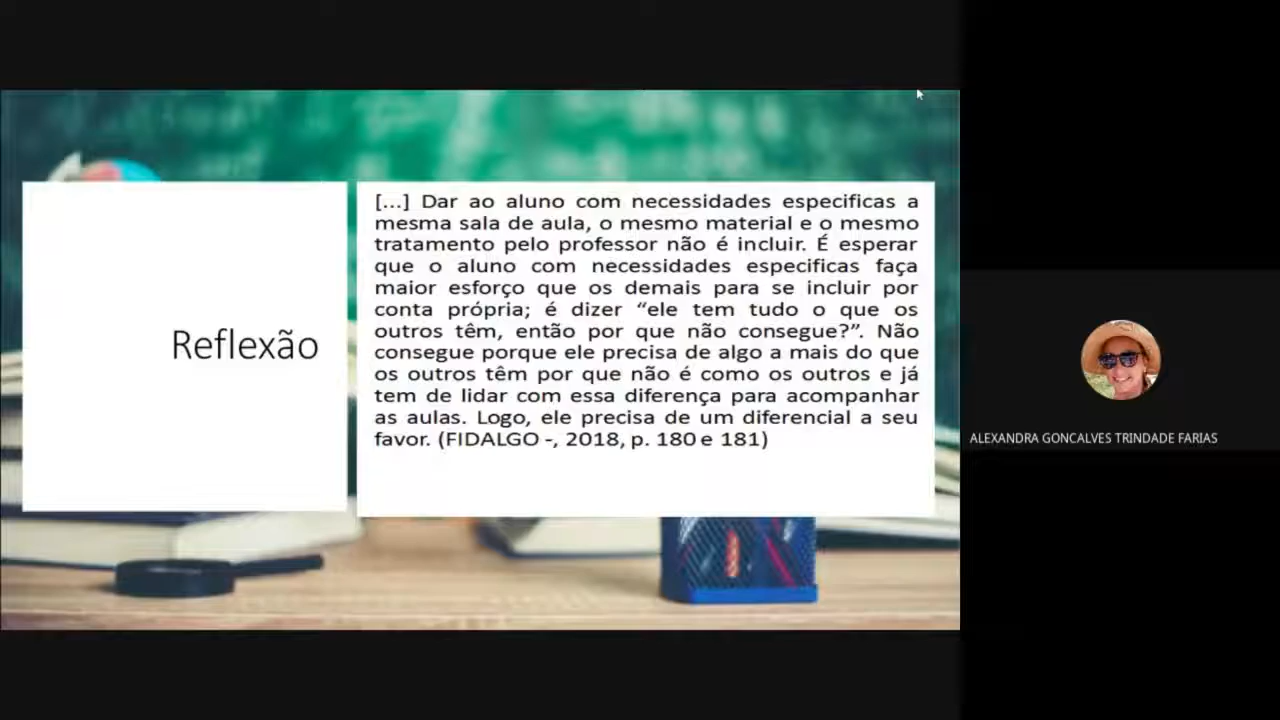 Reflexão
[...] Dar ao aluno com necessidades especificas a
mesma sala de aula, o mesmo material e o mesmo
tratamento pelo professor não é incluir. É esperar
que o aluno com necessidades especificas faça
maior esforço que os demais para se incluir por
conta própria; é dizer “ele tem tudo o que os
outros têm, então por que não consegue?”. Não
consegue porque ele precisa de algo a mais do que
os outros têm por que não é como os outros e já
tem de lidar com essa diferença para acompanhar
as aulas. Logo, ele precisa de um diferencial a seu
favor. (FIDALGO -, 2018, p. 180 e 181)
ALEXANDRA GONCALVES TRINDADE FARIAS